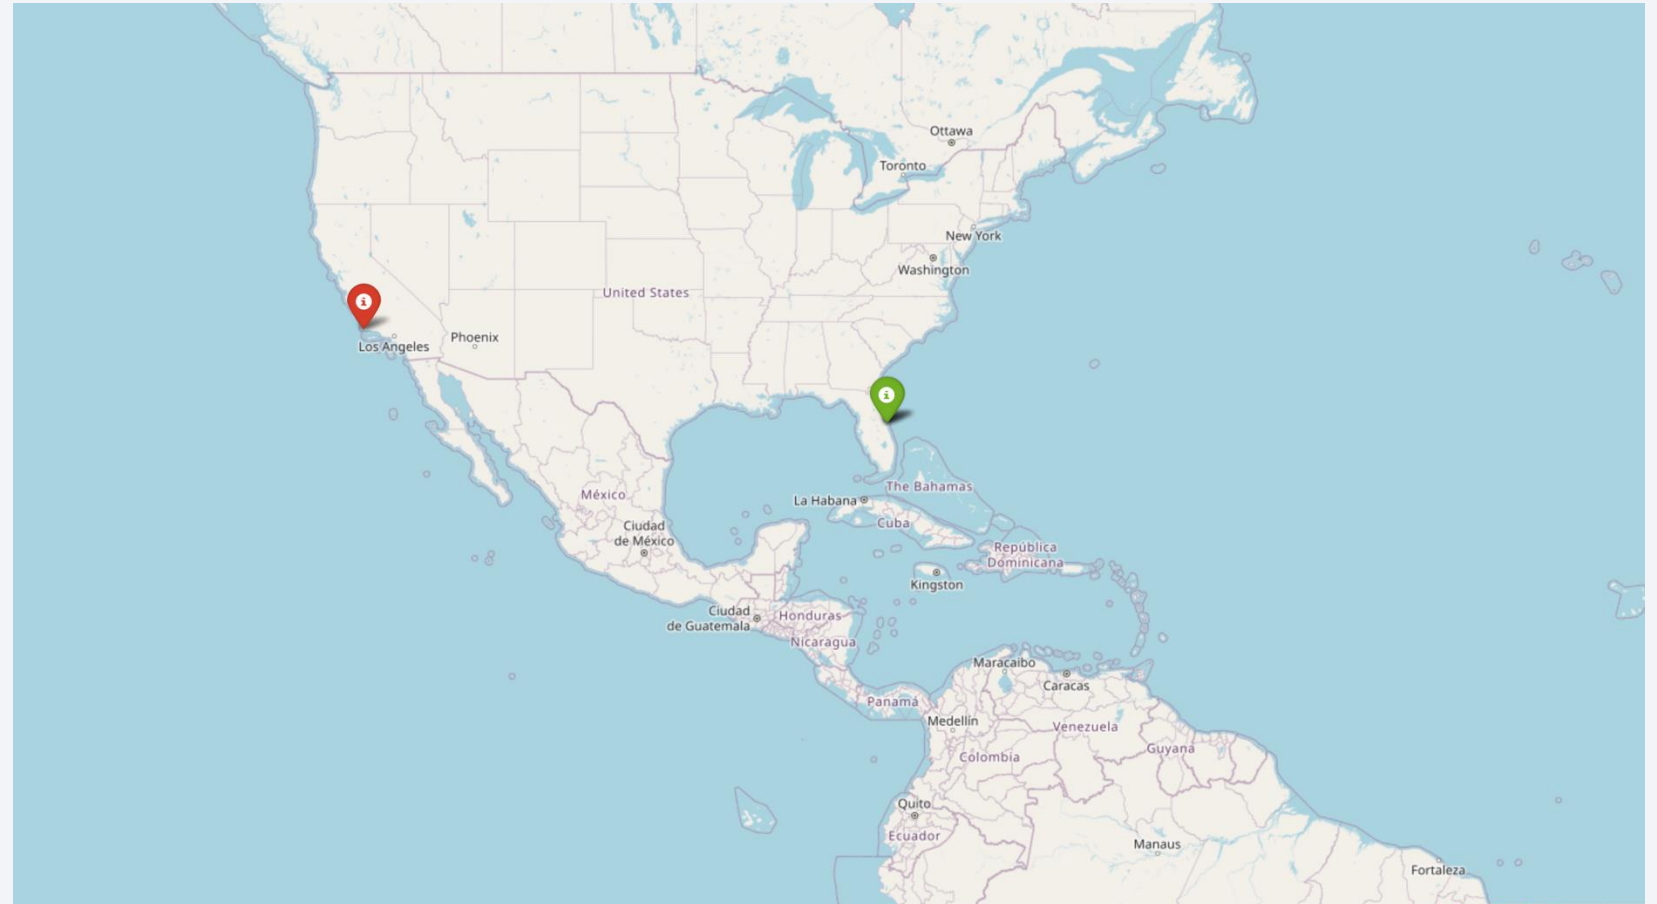 Ottawa
Toronto
New York
Washington
United States
Phoenix
Los Angeles
The Bahamas
México
La Habana
Cuba
Ciudad
de México
República
Dominicana
Kingston
Ciudad
de Guatemala
Honduras
Nicaragua
Maracaibo
Caracas
Panamá
Medellín
Venezuela
Guyana
Colombia
Quito
Ecuador
Manaus
Fortaleza